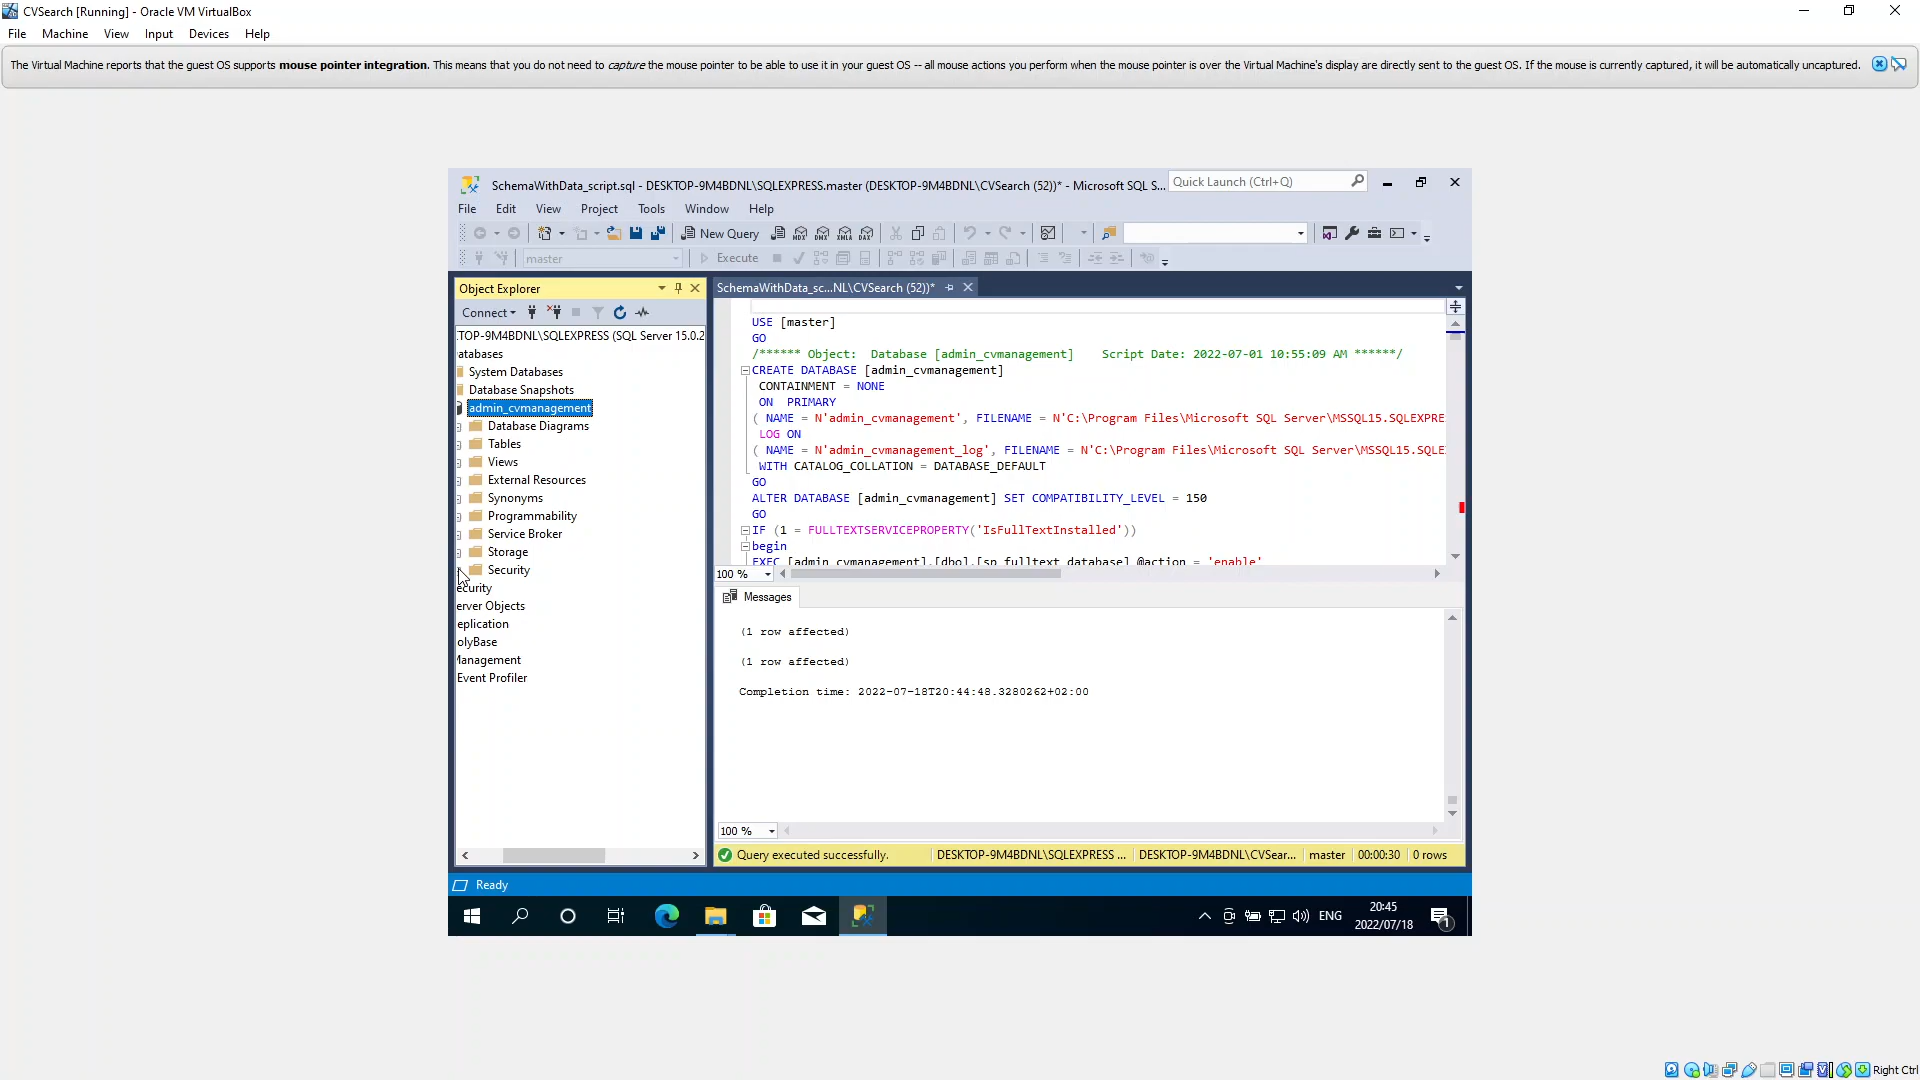 CVSearch [Running] - Oracle VM VirtualBox
File Machine View Input Devices Help
The Virtual Machine reports that the guest OS supports mouse pointer integration. This means that you do not need to capture the mouse pointer to be able to use it in your guest OS -- all mouse actions you perform when the mouse pointer is over the Virtual Machine's display are directly sent to the guest OS. If the mouse is currently captured, it will be automatically uncaptured.
SchemaWithData_script.sql - DESKTOP-9M4BDNL\SQLEXPRESS.master (DESKTOP-9M4BDNL\CVSearch (52))* - Microsoft SQL S...
Quick Launch (Ctrl+Q)
File Edit View Project Tools Window Help
New Query
master
Execute
Object Explorer
Connect
TOP-9M4BDNL\SQLEXPRESS (SQL Server 15.0.2
atabases
System Databases
Database Snapshots
admin_cvmanagement
Database Diagrams
Tables
Views
External Resources
Synonyms
Programmability
Service Broker
Storage
Security
ecurity
erver Objects
eplication
olyBase
Management
Event Profiler
SchemaWithData_sc...NL\CVSearch (52))*
USE [master]
GO
/****** Object:  Database [admin_cvmanagement]    Script Date: 2022-07-01 10:55:09 AM ******/
CREATE DATABASE [admin_cvmanagement]
CONTAINMENT = NONE
ON  PRIMARY
( NAME = N'admin_cvmanagement', FILENAME = N'C:\Program Files\Microsoft SQL Server\MSSQL15.SQLEXPRE
LOG ON
( NAME = N'admin_cvmanagement_log', FILENAME = N'C:\Program Files\Microsoft SQL Server\MSSQL15.SQLE
WITH CATALOG_COLLATION = DATABASE_DEFAULT
GO
ALTER DATABASE [admin_cvmanagement] SET COMPATIBILITY_LEVEL = 150
GO
IF (1 = FULLTEXTSERVICEPROPERTY('IsFullTextInstalled'))
begin
EXEC [admin_cvmanagement].[dbo].[sp_fulltext_database] @action = 'enable'
100 %
Messages
(1 row affected)
(1 row affected)
Completion time: 2022-07-18T20:44:48.3280262+02:00
100 %
Query executed successfully.
DESKTOP-9M4BDNL\SQLEXPRESS ...
DESKTOP-9M4BDNL\CVSear...
master
00:00:30
0 rows
Ready
ENG
20:45
2022/07/18
1
Right Ctrl